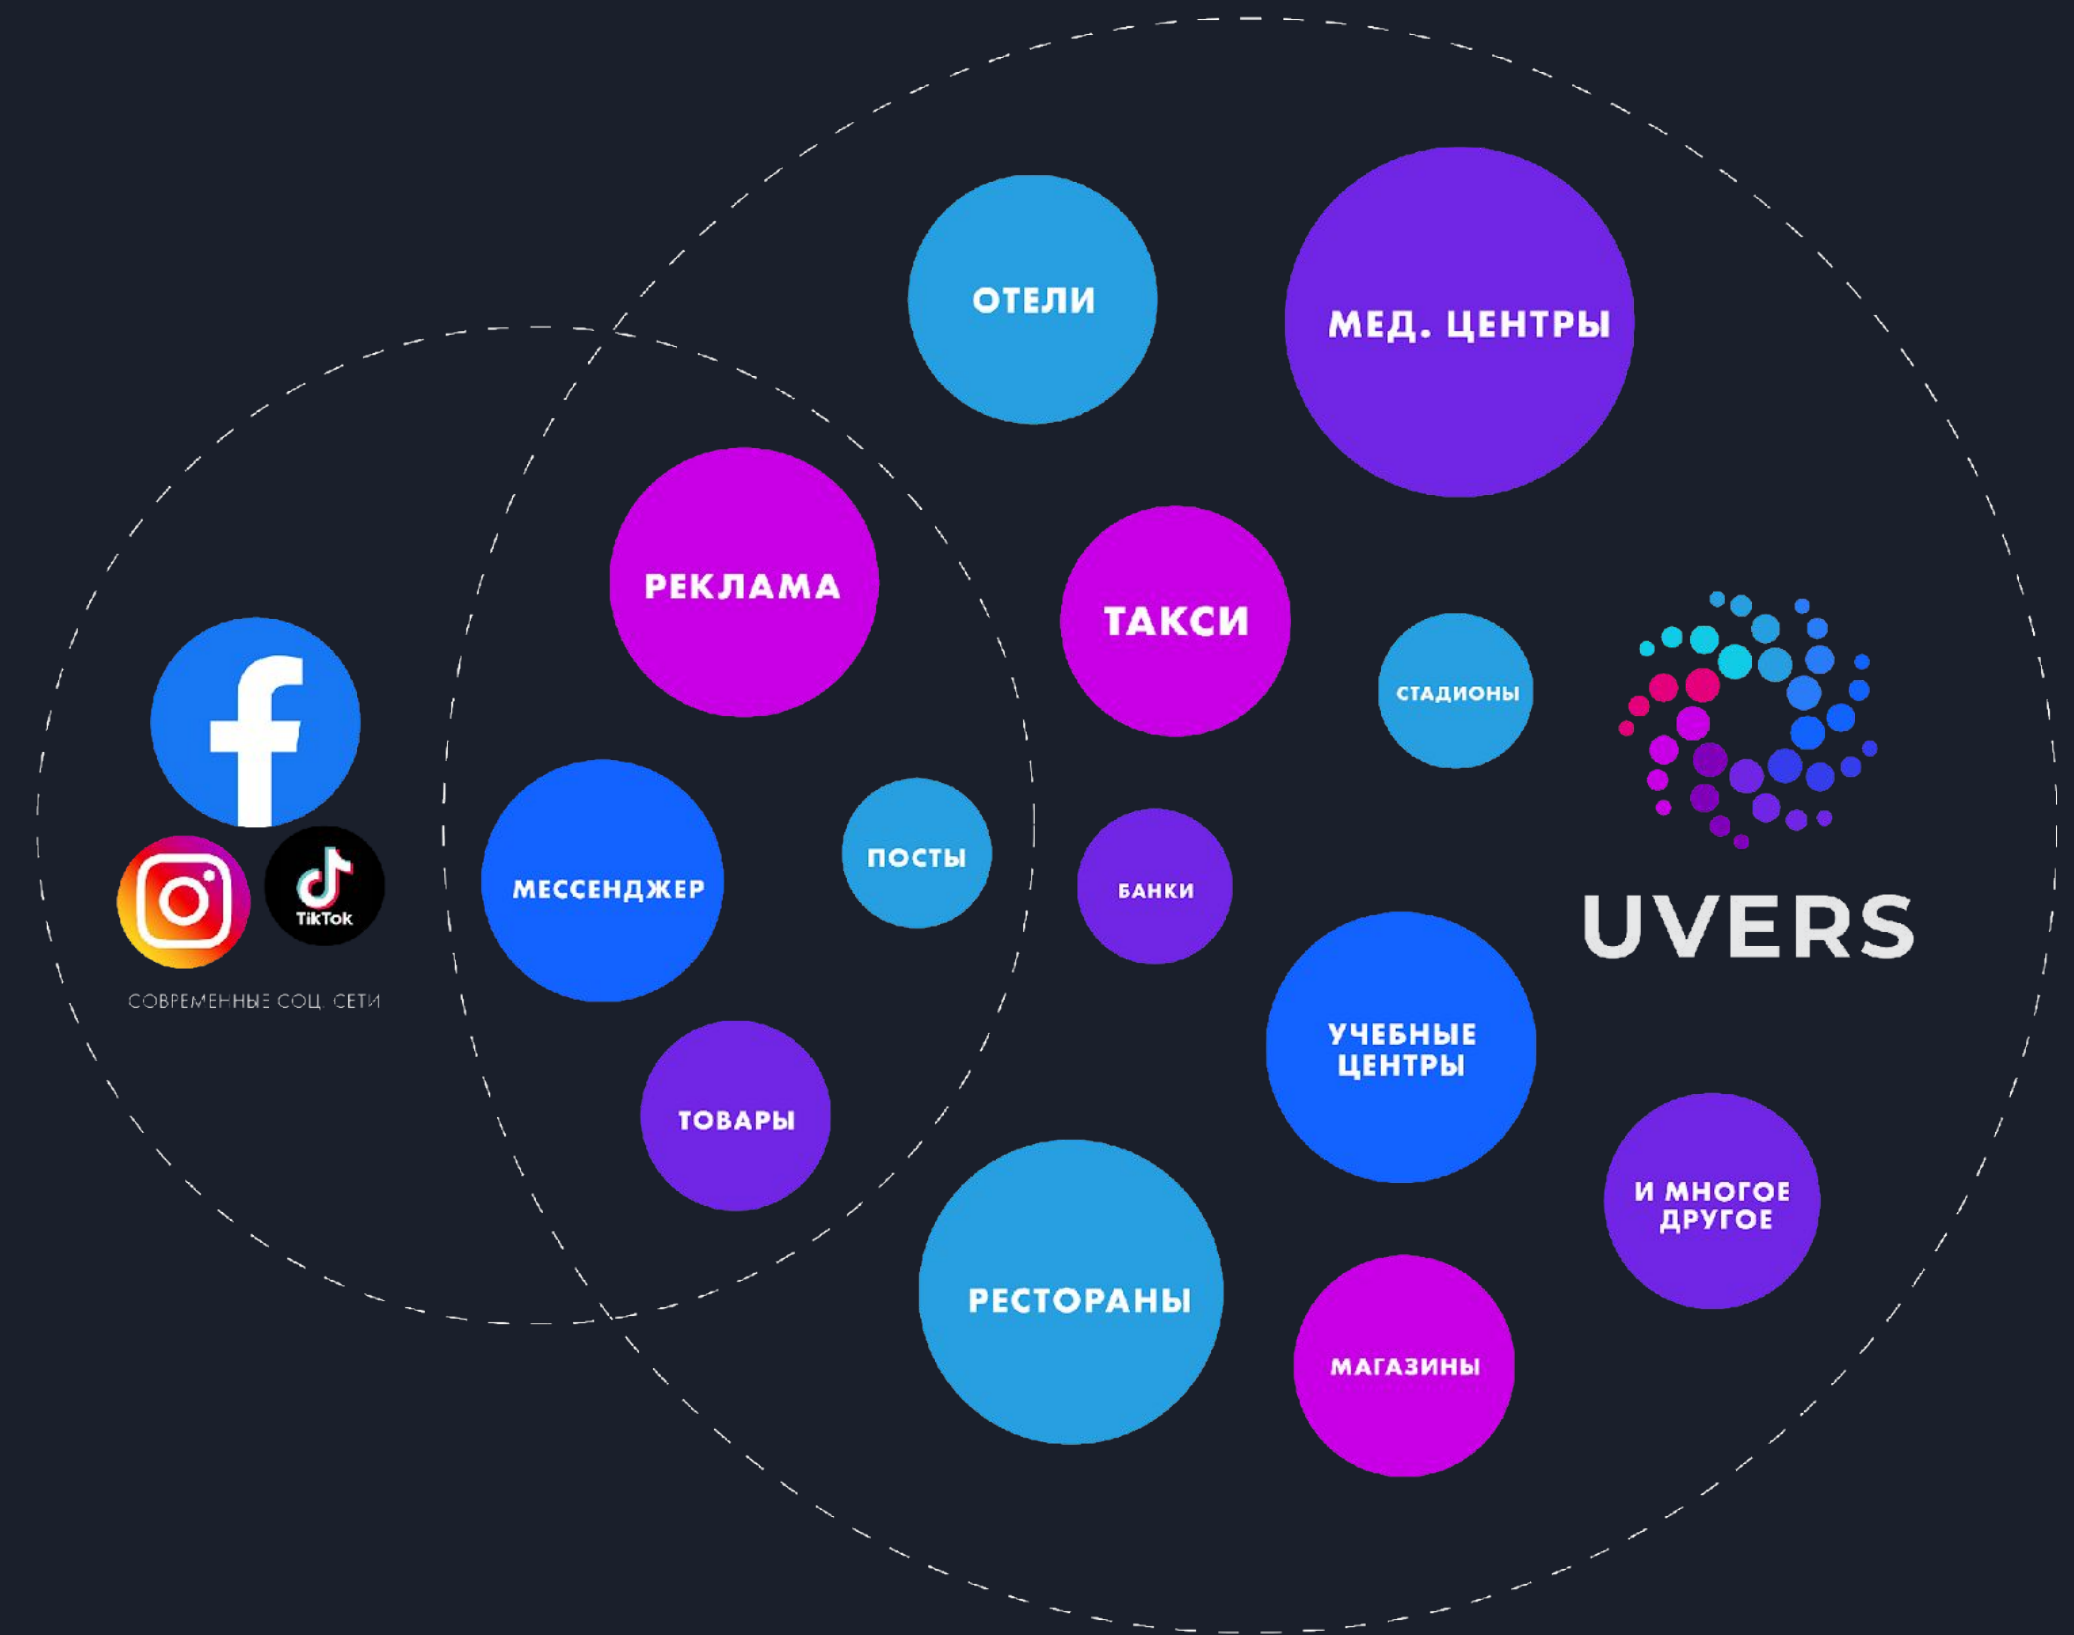 ОТЕЛИ
МЕД. ЦЕНТРЫ
РЕКЛАМА
ТАКСИ
СТАДИОНЫ
МЕССЕНДЖЕР
ПОСТЫ
БАНКИ
TikTok
UVERS
СОВРЕМЕННЫЕ СОЦ. СЕТИ
УЧЕБНЫЕ
ЦЕНТРЫ
ТОВАРЫ
И МНОГОЕ
ДРУГОЕ
РЕСТОРАНЫ
МАГАЗИНЫ